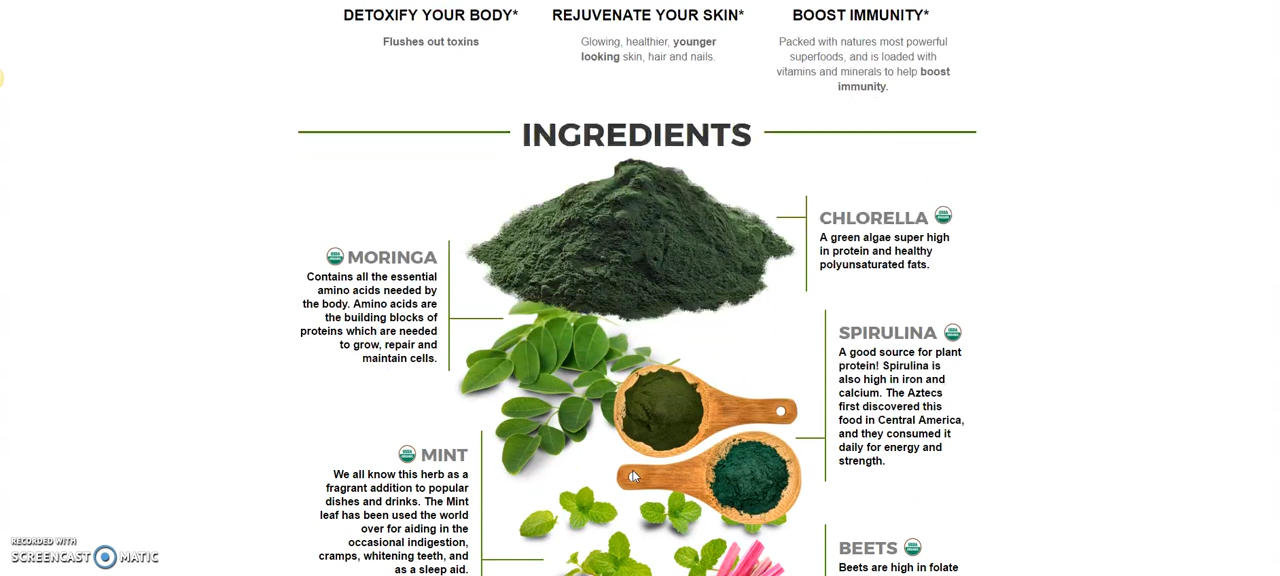 DETOXIFY YOUR BODY*
Flushes out toxins
REJUVENATE YOUR SKIN*
Glowing, healthier, younger
looking skin, hair and nails.
BOOST IMMUNITY*
Packed with natures most powerful
superfoods, and is loaded with
vitamins and minerals to help boost
immunity.
INGREDIENTS
CHLORELLA
A green algae super high
in protein and healthy
polyunsaturated fats.
MORINGA
Contains all the essential
amino acids needed by
the body. Amino acids are
the building blocks of
proteins which are needed
to grow, repair and
maintain cells.
SPIRULINA
A good source for plant
protein! Spirulina is
also high in iron and
calcium. The Aztecs
first discovered this
food in Central America,
and they consumed it
daily for energy and
strength.
MINT
We all know this herb as a
fragrant addition to popular
dishes and drinks. The Mint
leaf has been used the world
over for aiding in the
occasional indigestion,
cramps, whitening teeth, and
as a sleep aid.
BEETS
Beets are high in folate
RECORDED WITH
SCREENCAST MATIC